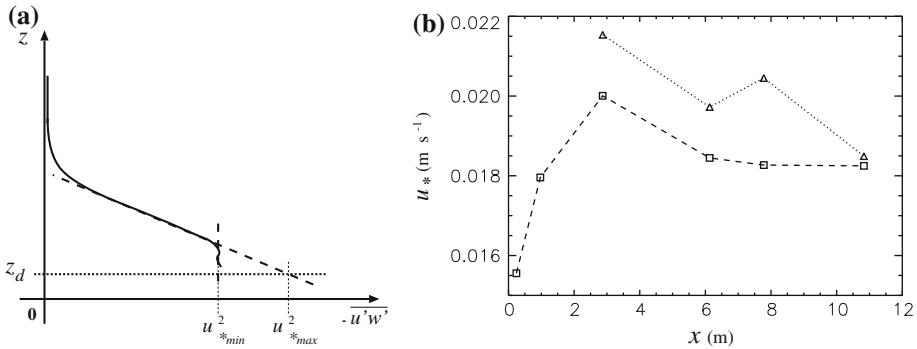 (a)
z
z_d
0
u²*min
u²*max
- u'w'
(b)
0.022
0.020
0.018
0.016
u* (m s⁻¹)
0 2 4 6 8 10 12
x (m)